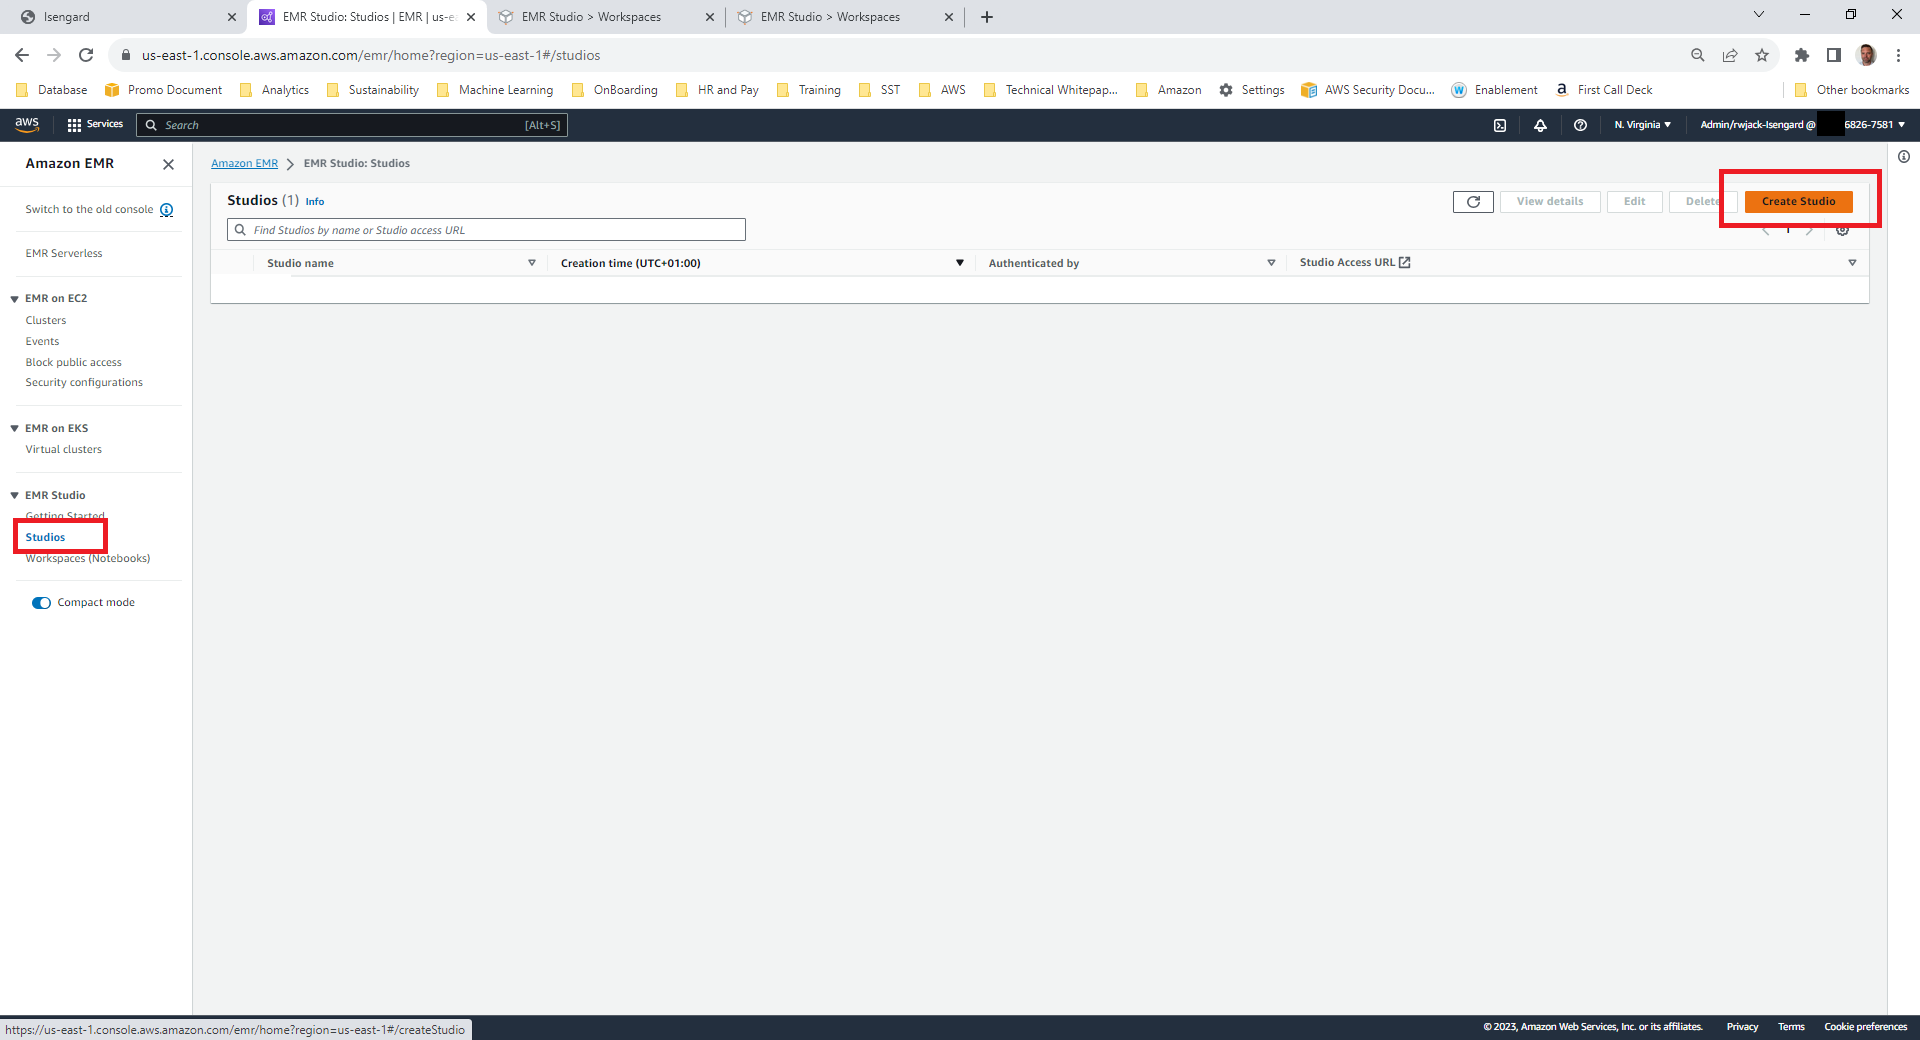 Isengard
EMR Studio: Studios | EMR | us-ea
EMR Studio > Workspaces
EMR Studio > Workspaces
us-east-1.console.aws.amazon.com/emr/home?region=us-east-1#/studios
Database
Promo Document
Analytics
Sustainability
Machine Learning
OnBoarding
HR and Pay
Training
SST
AWS
Technical Whitepap...
Amazon
Settings
AWS Security Docu...
Enablement
First Call Deck
Other bookmarks
aws
Services
Search
[Alt+S]
N. Virginia
Admin/rwjack-Isengard @
6826-7581
Amazon EMR
Switch to the old console
EMR Serverless
EMR on EC2
Clusters
Events
Block public access
Security configurations
EMR on EKS
Virtual clusters
EMR Studio
Getting Started
Studios
Workspaces (Notebooks)
Compact mode
Amazon EMR
EMR Studio: Studios
Studios (1) Info
View details
Edit
Delete
Create Studio
Find Studios by name or Studio access URL
1
Studio name
Creation time (UTC+01:00)
Authenticated by
Studio Access URL
https://us-east-1.console.aws.amazon.com/emr/home?region=us-east-1#/createStudio
© 2023, Amazon Web Services, Inc. or its affiliates.
Privacy
Terms
Cookie preferences